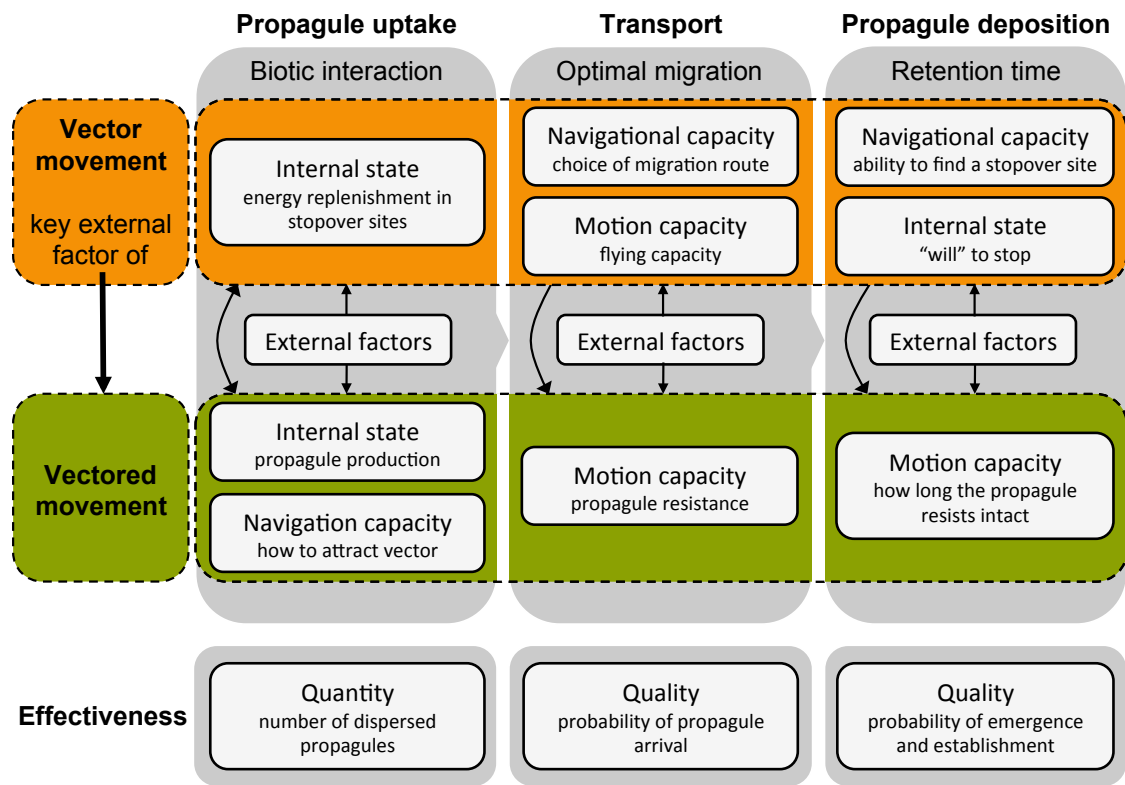 Propagule uptake
Transport
Propagule deposition
Biotic interaction
Optimal migration
Retention time
Vector
movement
key external
factor of
Internal state
energy replenishment in
stopover sites
Navigational capacity
choice of migration route
Motion capacity
flying capacity
Navigational capacity
ability to find a stopover site
Internal state
“will” to stop
External factors
External factors
External factors
Vectored
movement
Internal state
propagule production
Navigation capacity
how to attract vector
Motion capacity
propagule resistance
Motion capacity
how long the propagule
resists intact
Effectiveness
Quantity
number of dispersed
propagules
Quality
probability of propagule
arrival
Quality
probability of emergence
and establishment